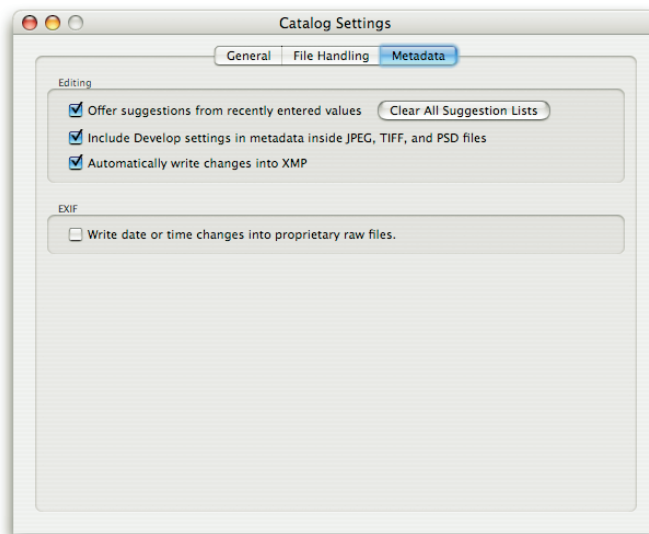 Catalog Settings
General File Handling Metadata
Editing
Offer suggestions from recently entered values Clear All Suggestion Lists
Include Develop settings in metadata inside JPEG, TIFF, and PSD files
Automatically write changes into XMP
EXIF
Write date or time changes into proprietary raw files.